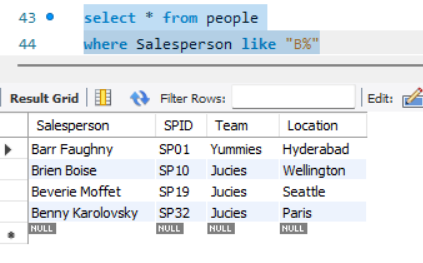 43 select * from people
44 where Salesperson like "B%"
Result Grid Filter Rows: Edit:
Salesperson SPID Team Location
Barr Faughny SP01 Yummies Hyderabad
Brien Boise SP10 Jucies Wellington
Beverie Moffet SP19 Jucies Seattle
Benny Karolovsky SP32 Jucies Paris
NULL NULL NULL NULL